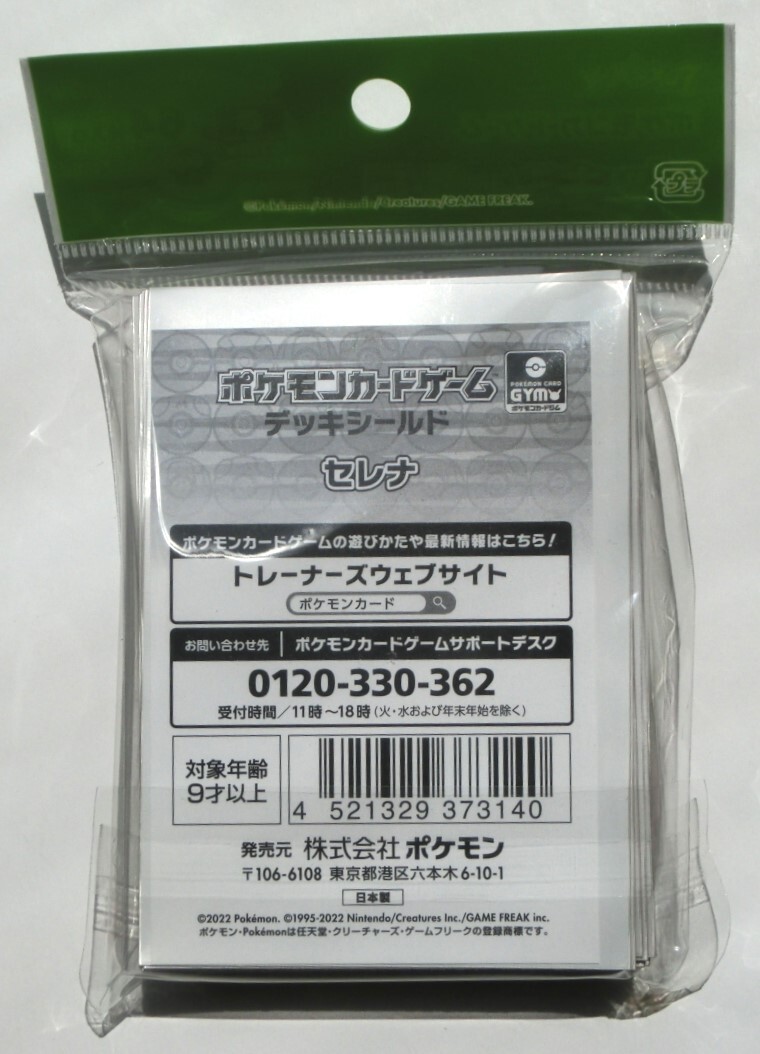 ©Pokémon/Nintendo/Creatures/GAME FREAK.
プラ
ポケモンカードゲーム
POKÉMON CARD
GYM
ポケモンカードジム
デッキシールド
セレナ
ポケモンカードゲームの遊びかたや最新情報はこちら!
トレーナーズウェブサイト
ポケモンカード
お問い合わせ先 ポケモンカードゲームサポートデスク
0120-330-362
受付時間/11時~18時(火・水および年末年始を除く)
対象年齢
9才以上
4 521329 373140
発売元 株式会社ポケモン
〒106-6108 東京都港区六本木6-10-1
日本製
©2022 Pokémon. ©1995-2022 Nintendo/Creatures Inc./GAME FREAK inc.
ポケモン・Pokémonは任天堂・クリーチャーズ・ゲームフリークの登録商標です。